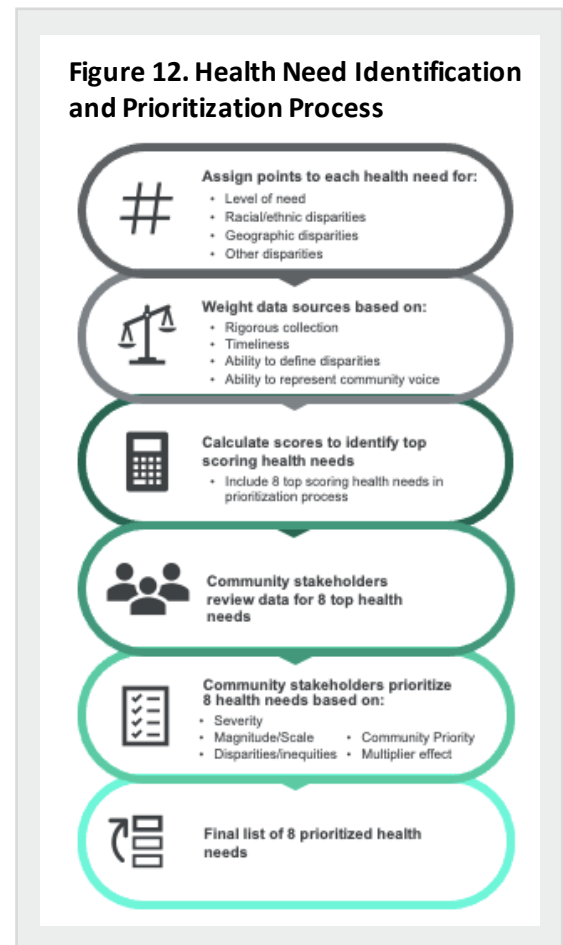 Figure 12. Health Need Identification
and Prioritization Process
#
Assign points to each health need for:
• Level of need
• Racial/ethnic disparities
• Geographic disparities
• Other disparities
Weight data sources based on:
• Rigorous collection
• Timeliness
• Ability to define disparities
• Ability to represent community voice
Calculate scores to identify top
scoring health needs
• Include 8 top scoring health needs in
prioritization process
Community stakeholders
review data for 8 top health
needs
Community stakeholders prioritize
8 health needs based on:
• Severity
• Magnitude/Scale • Community Priority
• Disparities/inequities • Multiplier effect
Final list of 8 prioritized health
needs